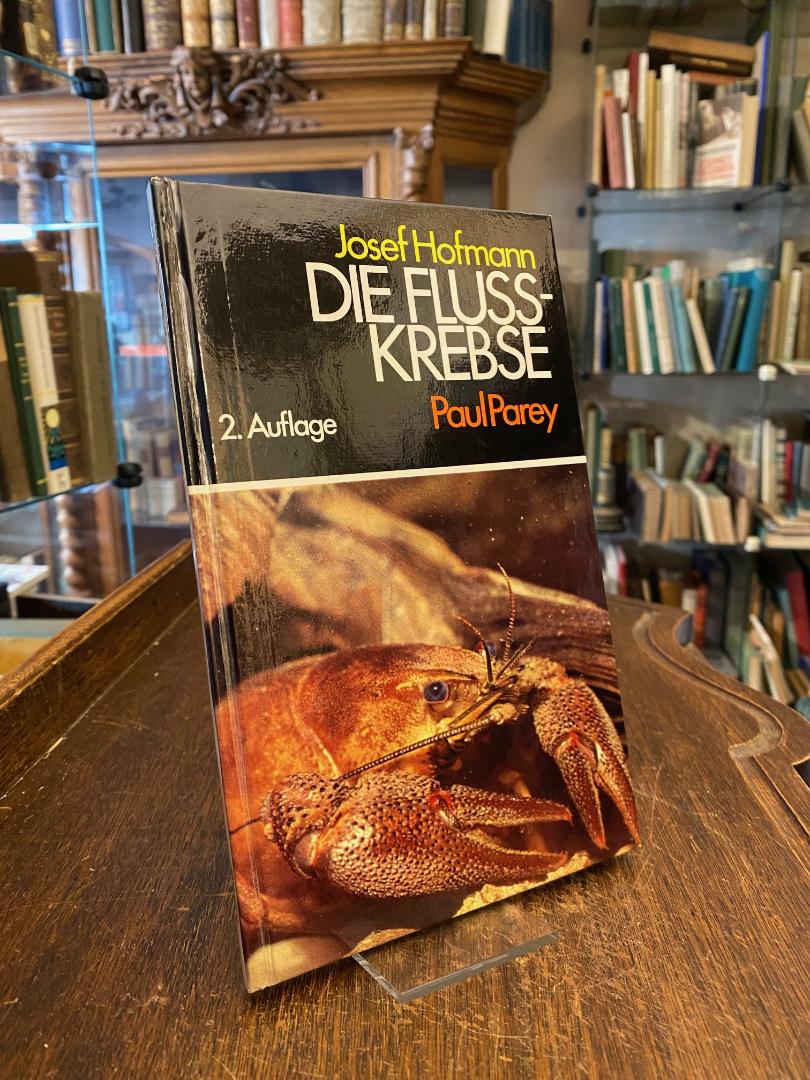 Josef Hofmann
DIE FLUSS-
KREBSE
2. Auflage
Paul Parey